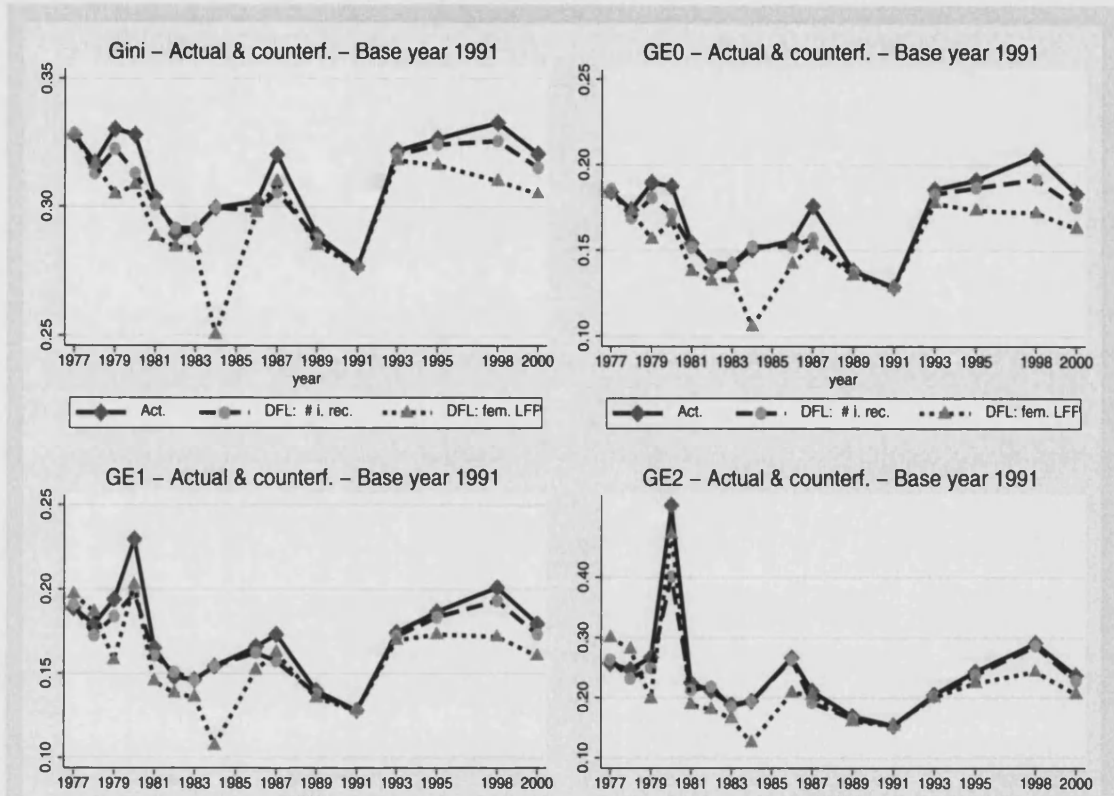 Gini – Actual & counterf. – Base year 1991
0.35
0.30
0.25
1977 1979 1981 1983 1985 1987 1989 1991 1993 1995 1998 2000
year
Act. DFL: # i. rec. DFL: fem. LFP
GE0 – Actual & counterf. – Base year 1991
0.25
0.20
0.15
0.10
1977 1979 1981 1983 1985 1987 1989 1991 1993 1995 1998 2000
year
Act. DFL: # i. rec. DFL: fem. LFP
GE1 – Actual & counterf. – Base year 1991
0.25
0.20
0.15
0.10
1977 1979 1981 1983 1985 1987 1989 1991 1993 1995 1998 2000
GE2 – Actual & counterf. – Base year 1991
0.40
0.30
0.20
0.10
1977 1979 1981 1983 1985 1987 1989 1991 1993 1995 1998 2000